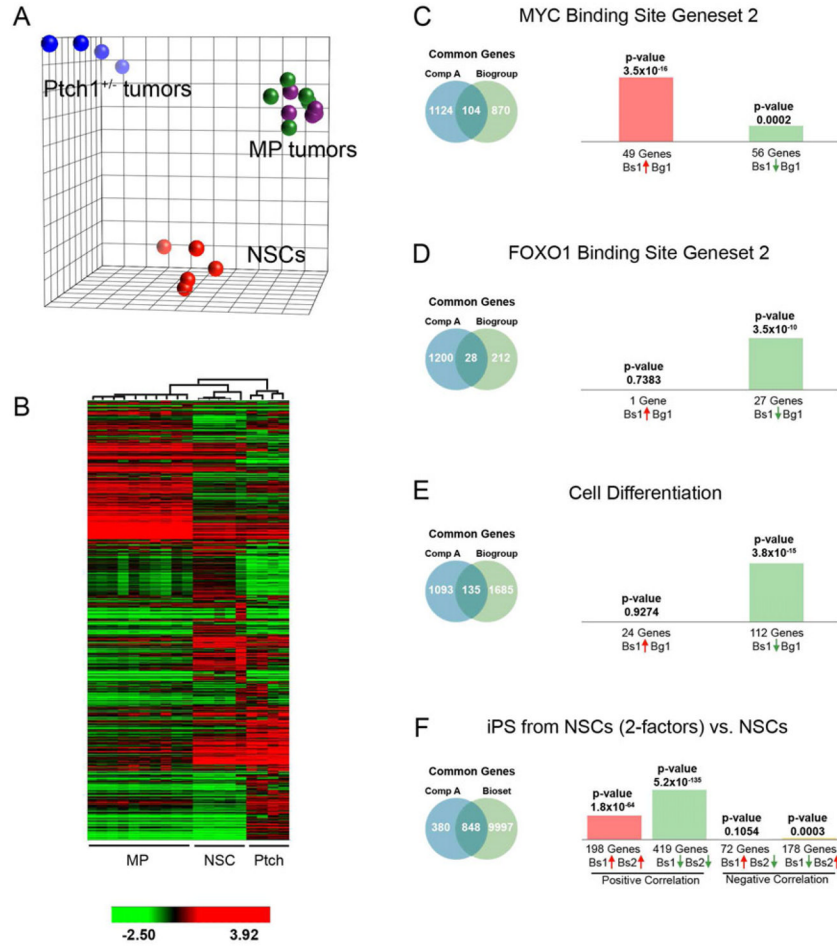 A
Ptch1+/- tumors
MP tumors
NSCs
B
MP NSC Ptch
-2.50 3.92
C MYC Binding Site Geneset 2
Common Genes
Comp A Biogroup
1124 104 870
p-value
3.5x10-16
p-value
0.0002
49 Genes 56 Genes
Bs1↑Bg1 Bs1↓Bg1
D FOXO1 Binding Site Geneset 2
Common Genes
Comp A Biogroup
1200 28 212
p-value
0.7383
p-value
3.5x10-10
1 Gene 27 Genes
Bs1↑Bg1 Bs1↓Bg1
E Cell Differentiation
Common Genes
Comp A Biogroup
1093 135 1685
p-value
0.9274
p-value
3.8x10-15
24 Genes 112 Genes
Bs1↑Bg1 Bs1↓Bg1
F iPS from NSCs (2-factors) vs. NSCs
Common Genes
Comp A Bioset
380 848 9997
p-value
1.8x10-64
p-value
5.2x10-135
p-value
0.1054
p-value
0.0003
198 Genes 419 Genes 72 Genes 178 Genes
Bs1↑Bs2↑ Bs1↓Bs2↓ Bs1↑Bs2↓ Bs1↓Bs2↑
Positive Correlation Negative Correlation